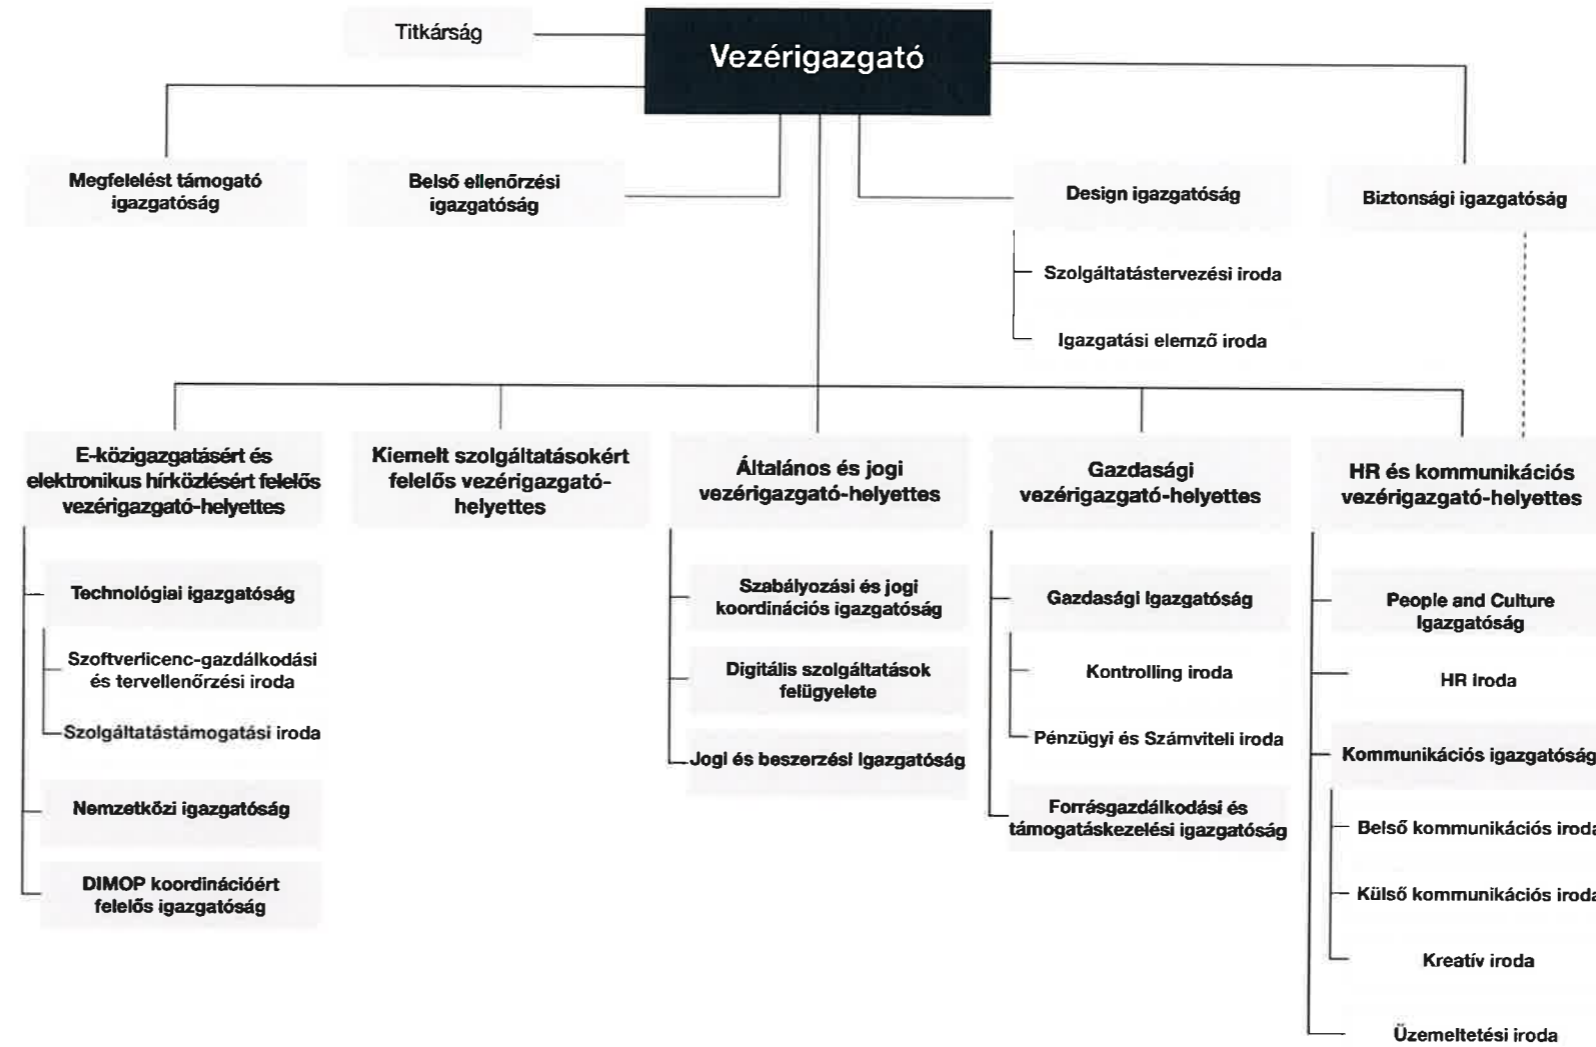 Titkárság
Vezérigazgató
Megfelelést támogató
igazgatóság
Belső ellenőrzési
igazgatóság
Design igazgatóság
Biztonsági igazgatóság
Szolgáltatástervezési iroda
Igazgatási elemző iroda
E-közigazgatásért és
elektronikus hírközlésért felelős
vezérigazgató-helyettes
Kiemelt szolgáltatásokért
felelős vezérigazgató-
helyettes
Általános és jogi
vezérigazgató-helyettes
Gazdasági
vezérigazgató-helyettes
HR és kommunikációs
vezérigazgató-helyettes
Technológiai igazgatóság
Szoftverlicenc-gazdálkodási
és tervellenőrzési iroda
Szolgáltatástámogatási iroda
Nemzetközi igazgatóság
DIMOP koordinációért
felelős igazgatóság
Szabályozási és jogi
koordinációs igazgatóság
Digitális szolgáltatások
felügyelete
Jogi és beszerzési Igazgatóság
Gazdasági Igazgatóság
Kontrolling iroda
Pénzügyi és Számviteli iroda
Forrásgazdálkodási és
támogatáskezelési igazgatóság
People and Culture
Igazgatóság
HR iroda
Kommunikációs igazgatóság
Belső kommunikációs iroda
Külső kommunikációs iroda
Kreatív iroda
Üzemeltetési iroda